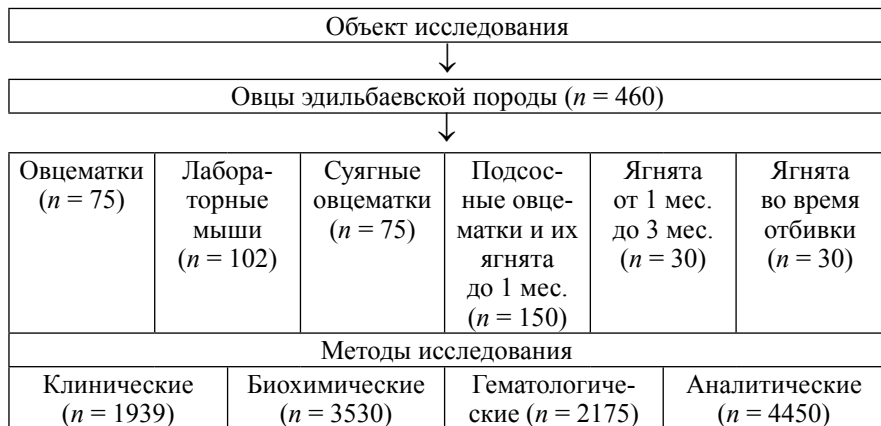 Объект исследования
↓
Овцы эдильбаевской породы (n = 460)
↓
Овцематки
(n = 75)
Лабора-
торные
мыши
(n = 102)
Суягные
овцематки
(n = 75)
Подсос-
ные овце-
матки и их
ягнята
до 1 мес.
(n = 150)
Ягнята
от 1 мес.
до 3 мес.
(n = 30)
Ягнята
во время
отбивки
(n = 30)
Методы исследования
Клинические
(n = 1939)
Биохимические
(n = 3530)
Гематологиче-
ские (n = 2175)
Аналитические
(n = 4450)